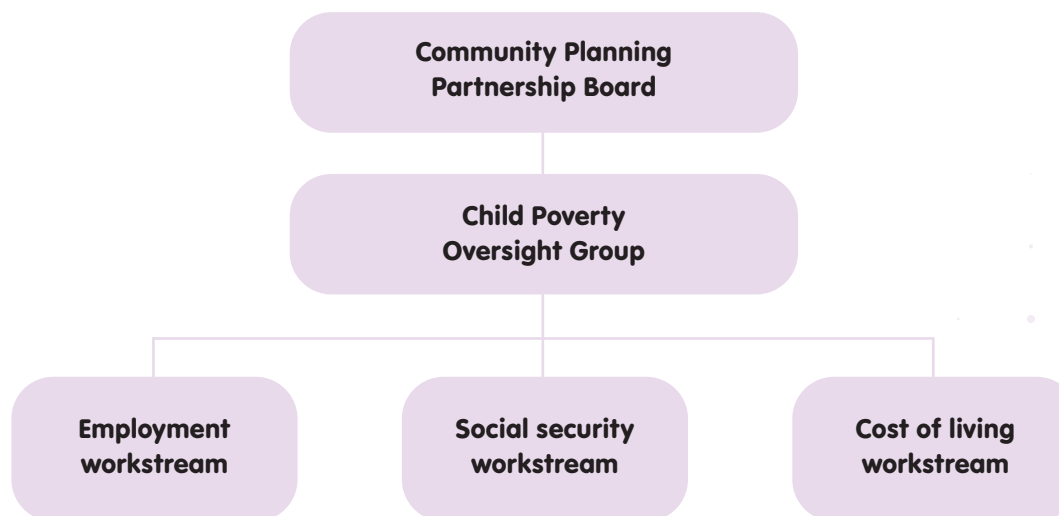 Community Planning
Partnership Board
Child Poverty
Oversight Group
Employment
workstream
Social security
workstream
Cost of living
workstream